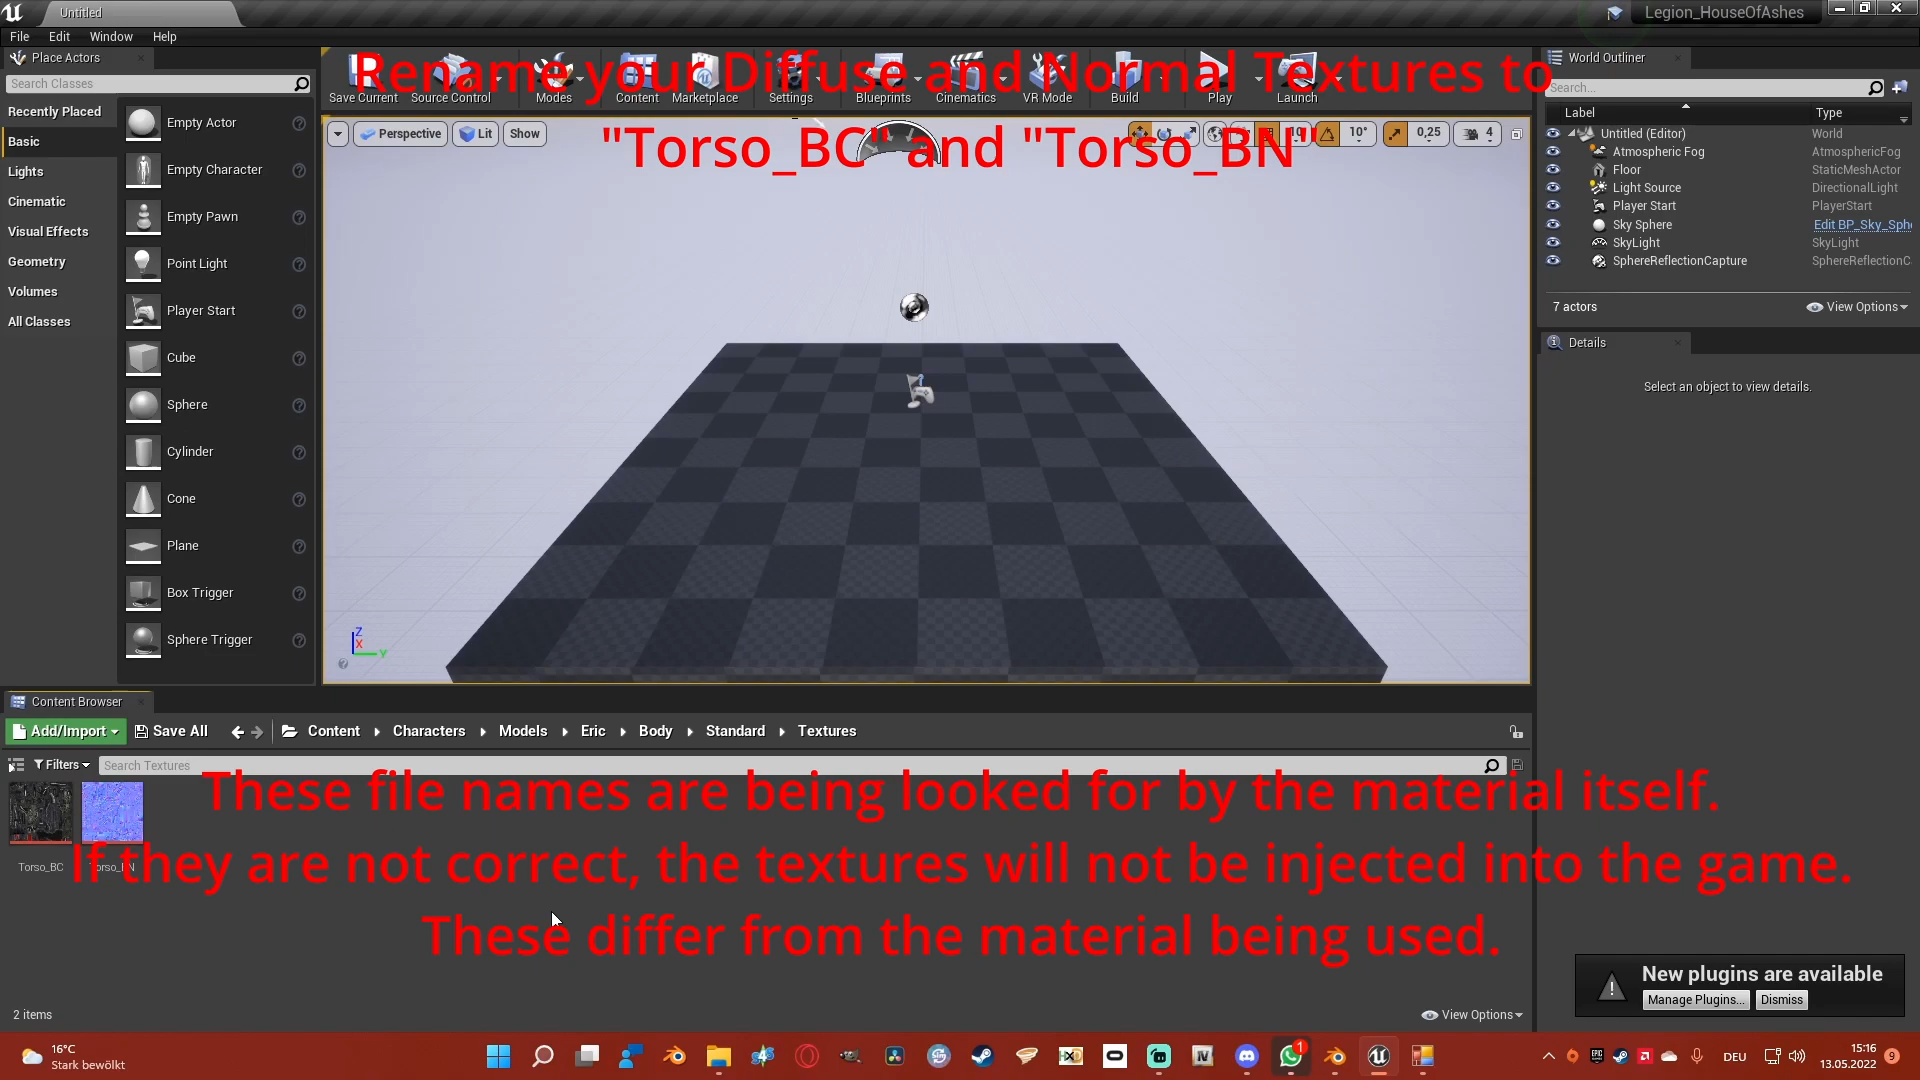 Untitled
Legion_HouseOfAshes
File Edit Window Help
Place Actors
Search Classes
Recently Placed
Basic
Lights
Cinematic
Visual Effects
Geometry
Volumes
All Classes
Empty Actor
Empty Character
Empty Pawn
Point Light
Player Start
Cube
Sphere
Cylinder
Cone
Plane
Box Trigger
Sphere Trigger
Rename your Diffuse and Normal Textures to
"Torso_BC" and "Torso_BN"
Save Current Source Control Modes Content Marketplace Settings Blueprints Cinematics VR Mode Build Play Launch
Perspective Lit Show
10 10° 0,25 4
Z
X
Y
World Outliner
Search...
Label Type
Untitled (Editor) World
Atmospheric Fog AtmosphericFog
Floor StaticMeshActor
Light Source DirectionalLight
Player Start PlayerStart
Sky Sphere Edit BP_Sky_Sph
SkyLight SkyLight
SphereReflectionCapture SphereReflectionC
7 actors View Options
Details
Select an object to view details.
Content Browser
Add/Import Save All Content Characters Models Eric Body Standard Textures
Filters Search Textures
These file names are being looked for by the material itself.
If they are not correct, the textures will not be injected into the game.
These differ from the material being used.
Torso_BC Torso_BN
2 items View Options
New plugins are available
Manage Plugins... Dismiss
16°C
Stark bewölkt
1
DEU
15:16
13.05.2022
9